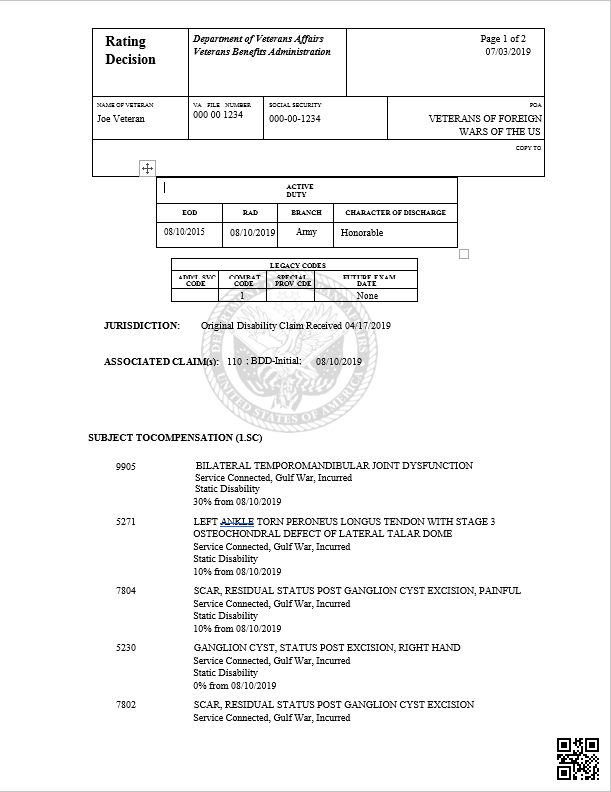 Rating
Decision
Department of Veterans Affairs
Veterans Benefits Administration
Page 1 of 2
07/03/2019
NAME OF VETERAN
Joe Veteran
VA FILE NUMBER
000 00 1234
SOCIAL SECURITY
000-00-1234
POA
VETERANS OF FOREIGN
WARS OF THE US
COPY TO
ACTIVE
DUTY
EOD RAD BRANCH CHARACTER OF DISCHARGE
08/10/2015 08/10/2019 Army Honorable
LEGACY CODES
ADD'L SVC
CODE
COMBAT
CODE
SPECIAL
PROV CDE
FUTURE EXAM
DATE
1 None
JURISDICTION: Original Disability Claim Received 04/17/2019
ASSOCIATED CLAIM(s): 110 ; BDD-Initial; 08/10/2019
UNITED STATES OF AMERICA
SUBJECT TOCOMPENSATION (1.SC)
9905 BILATERAL TEMPOROMANDIBULAR JOINT DYSFUNCTION
Service Connected, Gulf War, Incurred
Static Disability
30% from 08/10/2019
5271 LEFT ANKLE TORN PERONEUS LONGUS TENDON WITH STAGE 3
OSTEOCHONDRAL DEFECT OF LATERAL TALAR DOME
Service Connected, Gulf War, Incurred
Static Disability
10% from 08/10/2019
7804 SCAR, RESIDUAL STATUS POST GANGLION CYST EXCISION, PAINFUL
Service Connected, Gulf War, Incurred
Static Disability
10% from 08/10/2019
5230 GANGLION CYST, STATUS POST EXCISION, RIGHT HAND
Service Connected, Gulf War, Incurred
Static Disability
0% from 08/10/2019
7802 SCAR, RESIDUAL STATUS POST GANGLION CYST EXCISION
Service Connected, Gulf War, Incurred